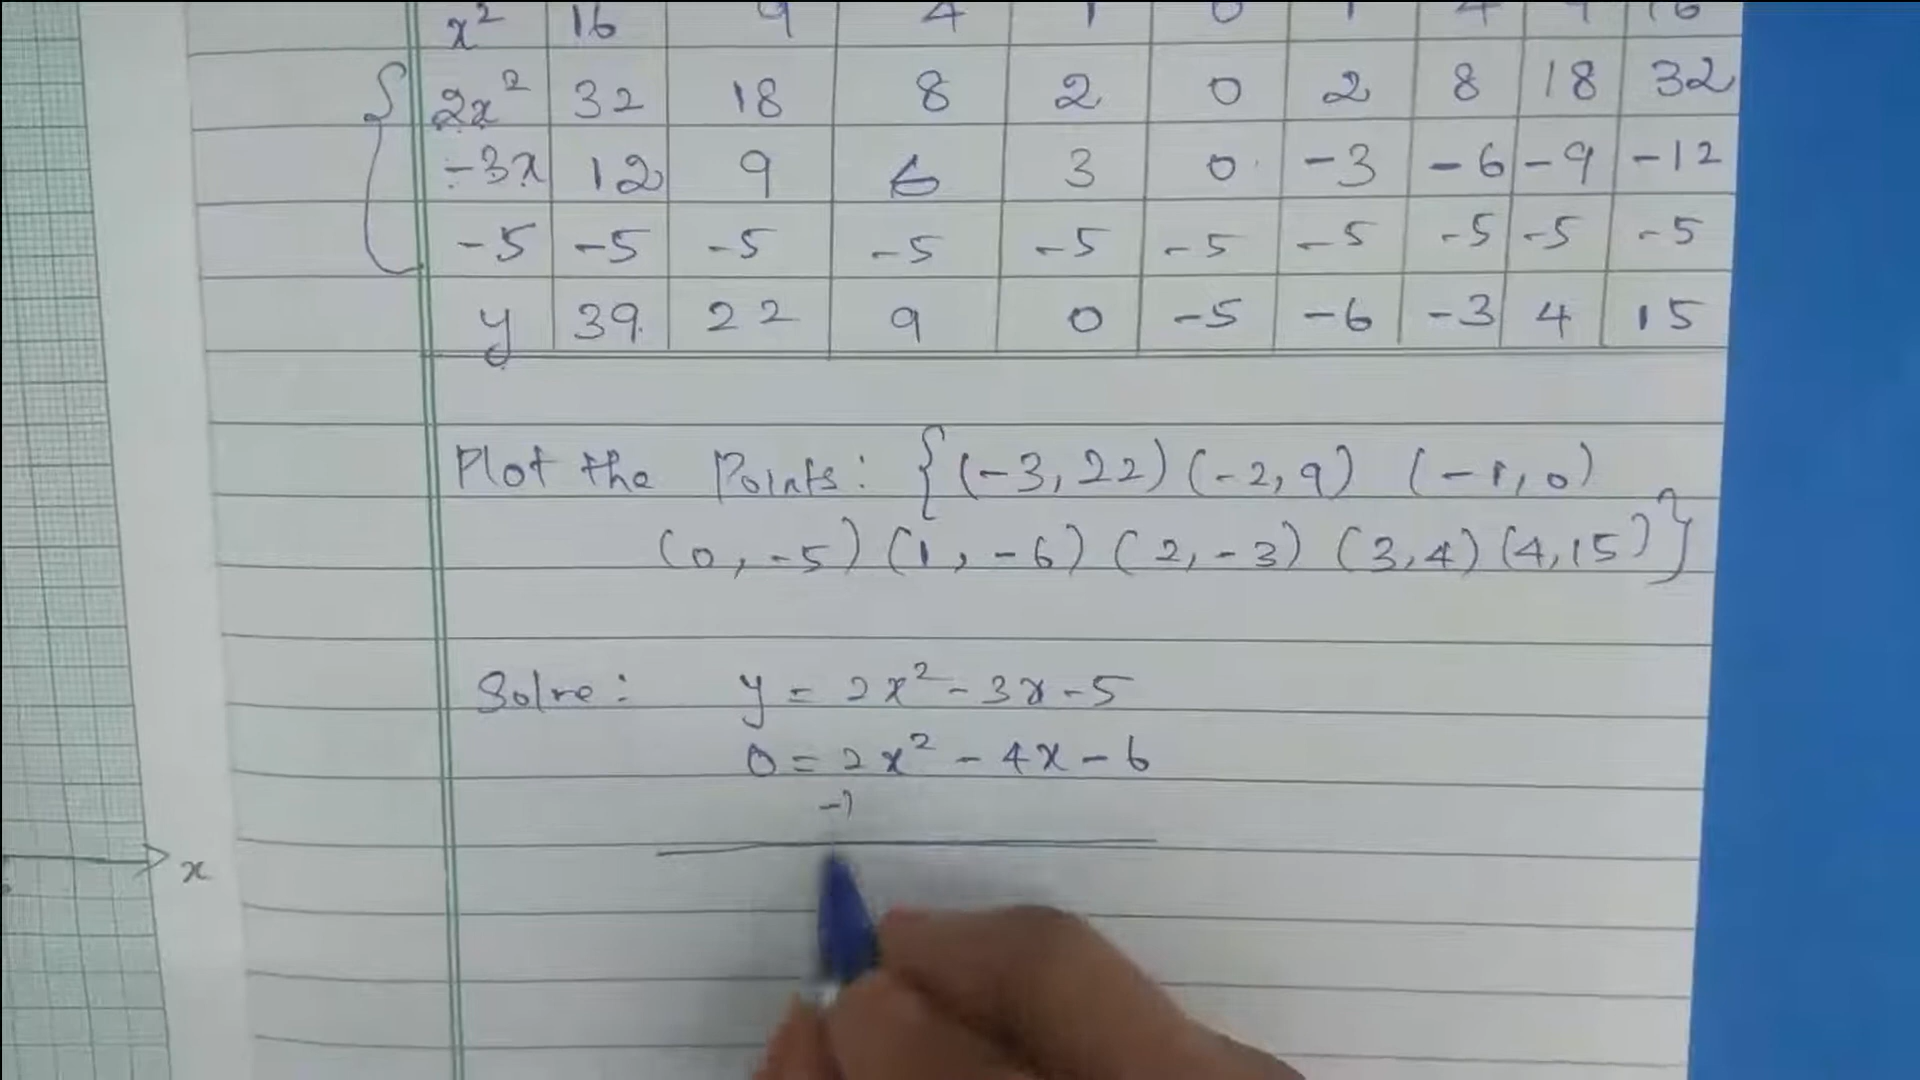 x² 16 9 4 1 0 1 4 9 16
2x² 32 18 8 2 0 2 8 18 32
-3x 12 9 6 3 0 -3 -6 -9 -12
-5 -5 -5 -5 -5 -5 -5 -5 -5 -5
y 39 22 9 0 -5 -6 -3 4 15
Plot the Points: {(-3, 22) (-2, 9) (-1, 0)
(0, -5) (1, -6) (2, -3) (3, 4) (4, 15)}
Solve: y = 2x² - 3x - 5
0 = 2x² - 4x - 6
x